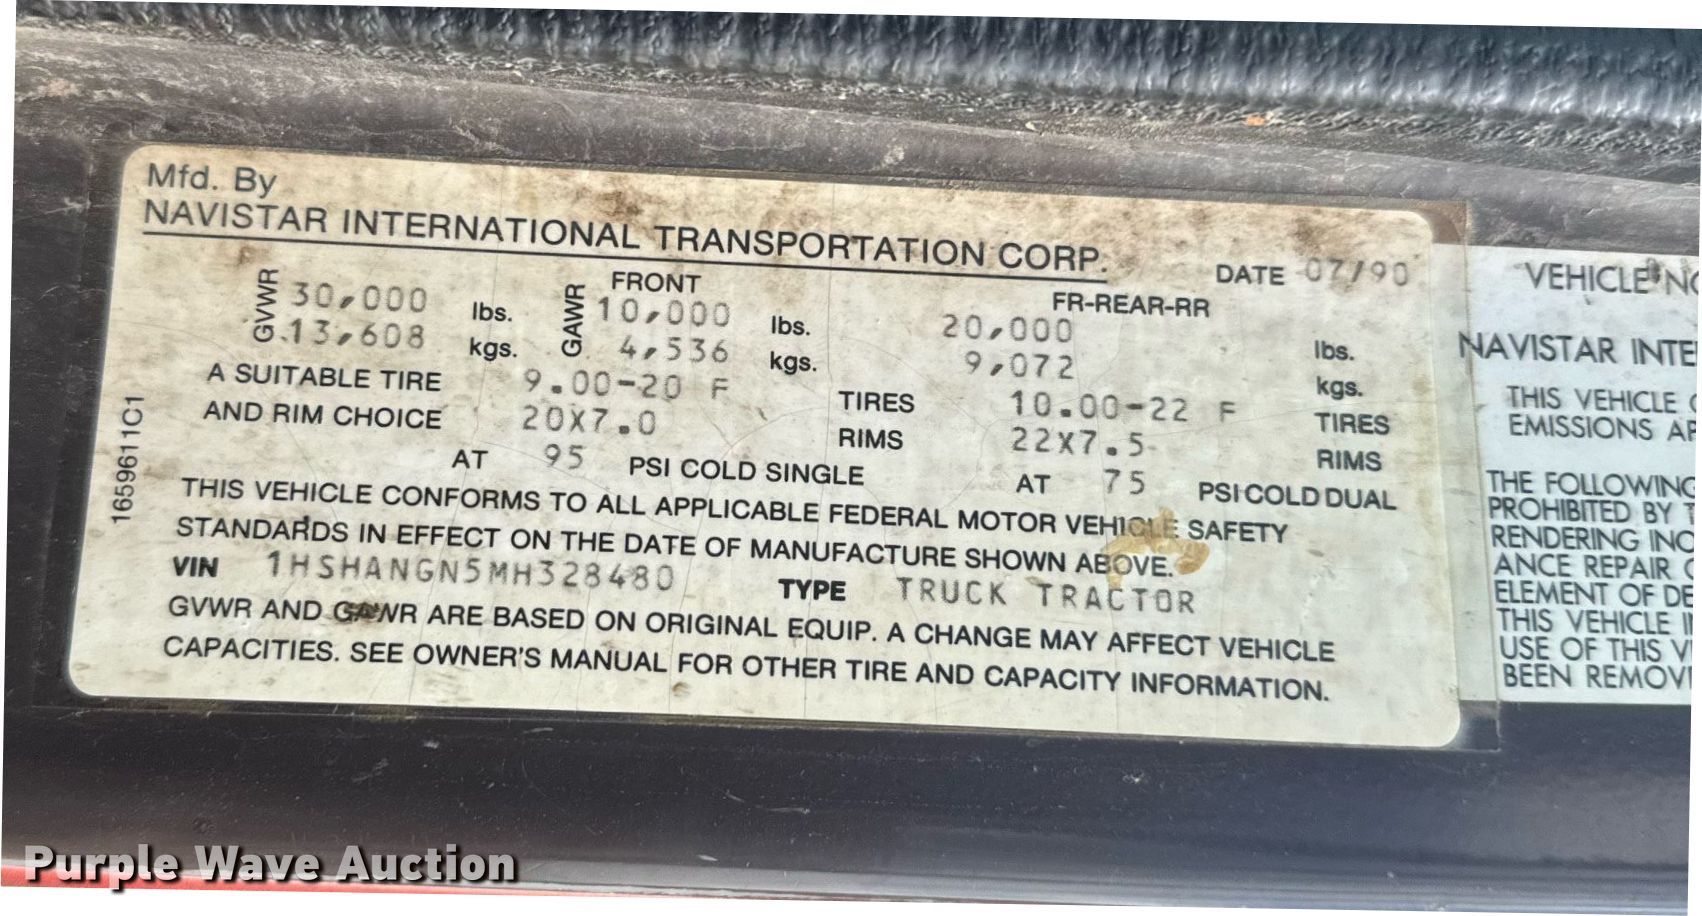 Mfd. By
NAVISTAR INTERNATIONAL TRANSPORTATION CORP.
DATE 07/90
FRONT
FR-REAR-RR
GVWR 30,000 lbs. GAWR 10,000 lbs. 20,000 lbs.
13,608 kgs. 4,536 kgs. 9,072 kgs.
A SUITABLE TIRE 9.00-20 F TIRES 10.00-22 F TIRES
AND RIM CHOICE 20X7.0 RIMS 22X7.5 RIMS
AT 95 PSI COLD SINGLE AT 75 PSI COLD DUAL
THIS VEHICLE CONFORMS TO ALL APPLICABLE FEDERAL MOTOR VEHICLE SAFETY
STANDARDS IN EFFECT ON THE DATE OF MANUFACTURE SHOWN ABOVE.
VIN 1HSHANGN5MH328480 TYPE TRUCK TRACTOR
GVWR AND GAWR ARE BASED ON ORIGINAL EQUIP. A CHANGE MAY AFFECT VEHICLE
CAPACITIES. SEE OWNER'S MANUAL FOR OTHER TIRE AND CAPACITY INFORMATION.
1659611C1
VEHICLE
NAVISTAR INTE
THIS VEHICLE
EMISSIONS
THE FOLLOWING
PROHIBITED BY
RENDERING
ANCE REPAIR
ELEMENT OF
THIS VEHICLE
USE OF THIS
BEEN
Purple Wave Auction